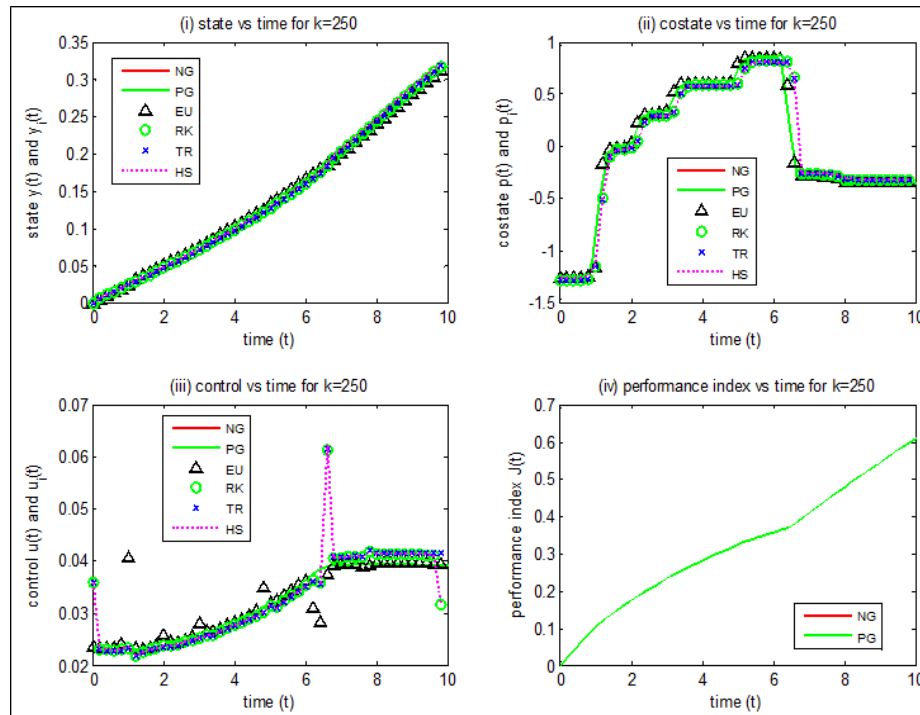 (i) state vs time for k=250
state y(t) and y_i(t)
0.35
0.3
0.25
0.2
0.15
0.1
0.05
0
NG
PG
EU
RK
TR
HS
0 2 4 6 8 10
time (t)
(ii) costate vs time for k=250
costate p(t) and p_i(t)
1
0.5
0
-0.5
-1
-1.5
NG
PG
EU
RK
TR
HS
0 2 4 6 8 10
time (t)
(iii) control vs time for k=250
control u(t) and u_i(t)
0.07
0.06
0.05
0.04
0.03
0.02
NG
PG
EU
RK
TR
HS
0 2 4 6 8 10
time (t)
(iv) performance index vs time for k=250
performance index J(t)
0.7
0.6
0.5
0.4
0.3
0.2
0.1
0
NG
PG
0 2 4 6 8 10
time (t)